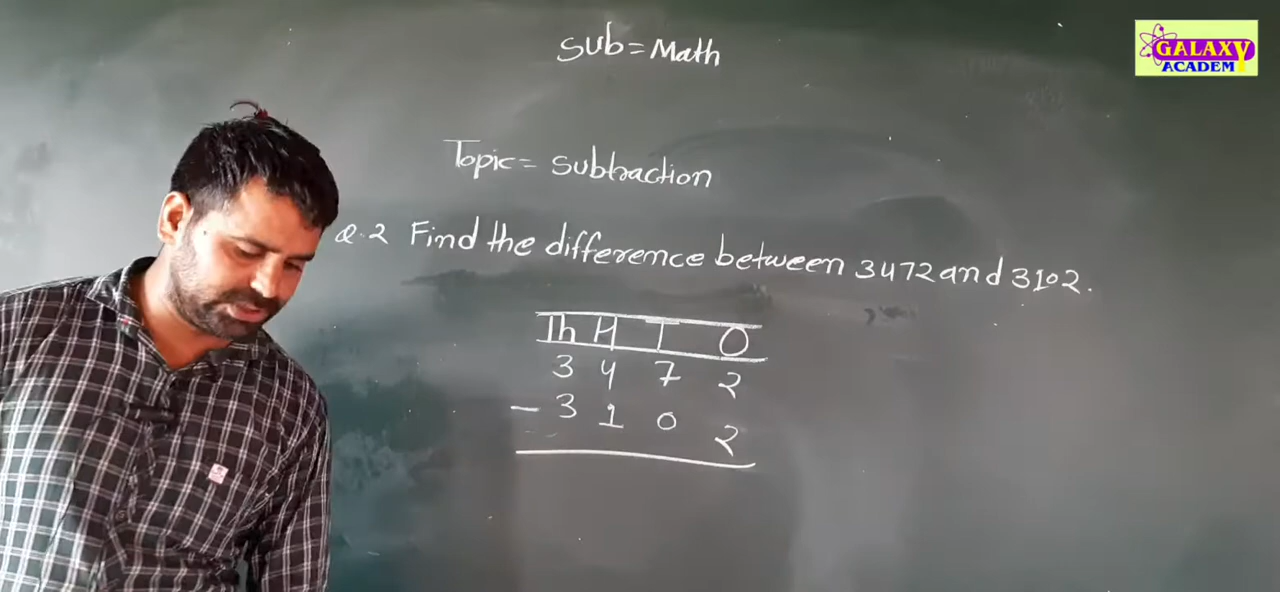 Sub = Math
GALAXY
ACADEMY
Topic = Subtraction
Q.2 Find the difference between 3472 and 3102.
Th H T O
3 4 7 2
- 3 1 0 2